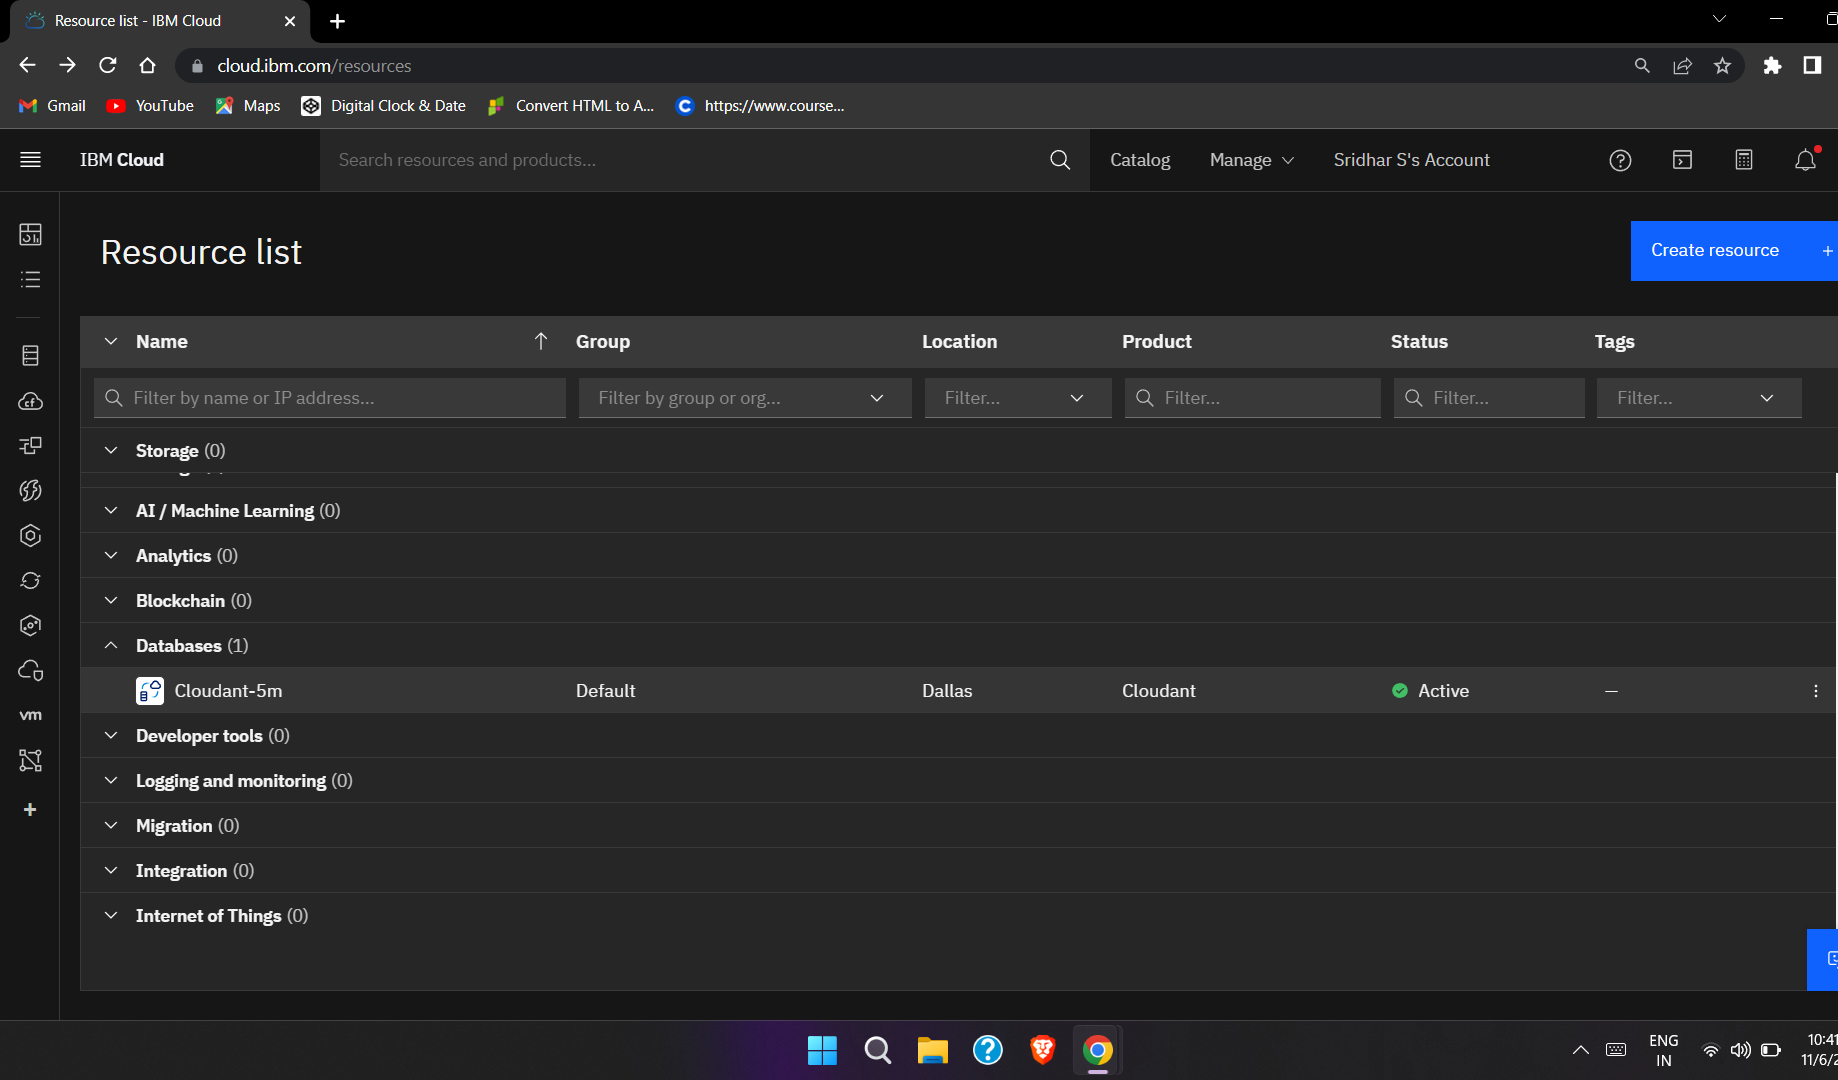 Resource list - IBM Cloud
cloud.ibm.com/resources
Gmail YouTube Maps Digital Clock & Date Convert HTML to A... https://www.course...
IBM Cloud Search resources and products... Catalog Manage Sridhar S's Account
Resource list
Create resource +
Name Group Location Product Status Tags
Filter by name or IP address... Filter by group or org... Filter... Filter... Filter... Filter...
Storage (0)
AI / Machine Learning (0)
Analytics (0)
Blockchain (0)
Databases (1)
Cloudant-5m Default Dallas Cloudant Active —
vm
Developer tools (0)
Logging and monitoring (0)
Migration (0)
Integration (0)
Internet of Things (0)
ENG
IN
10:41
11/6/2